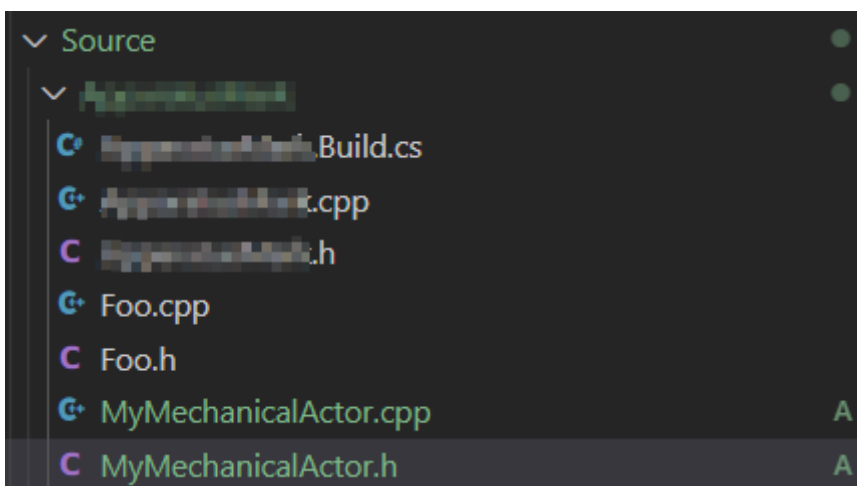 Source
.Build.cs
.cpp
.h
Foo.cpp
Foo.h
MyMechanicalActor.cpp A
MyMechanicalActor.h A